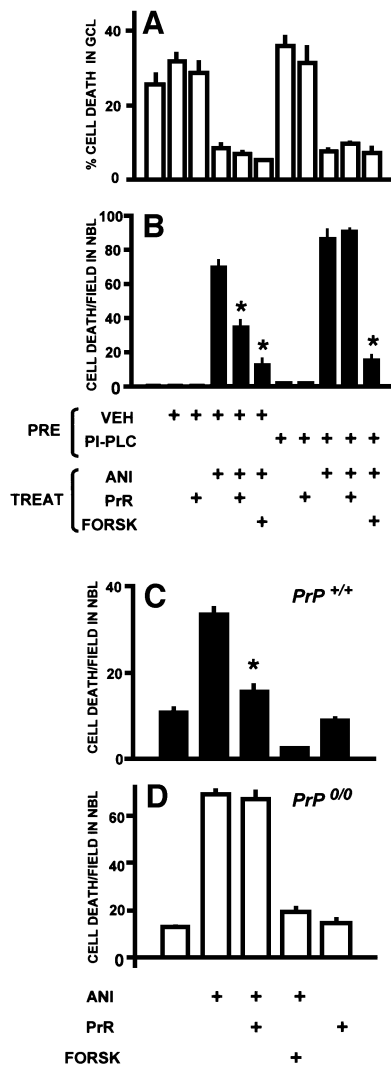 A
% CELL DEATH IN GCL
40
20
0
B
CELL DEATH/FIELD IN NBL
100
80
60
40
20
0
* * *
PRE
VEH + + + + +
PI-PLC + + + + +
TREAT
ANI + + + + + +
PrR + + + +
FORSK + +
C
PrP +/+
CELL DEATH/FIELD IN NBL
40
20
0
*
D
PrP 0/0
CELL DEATH/FIELD IN NBL
60
40
20
0
ANI + + +
PrR + +
FORSK +